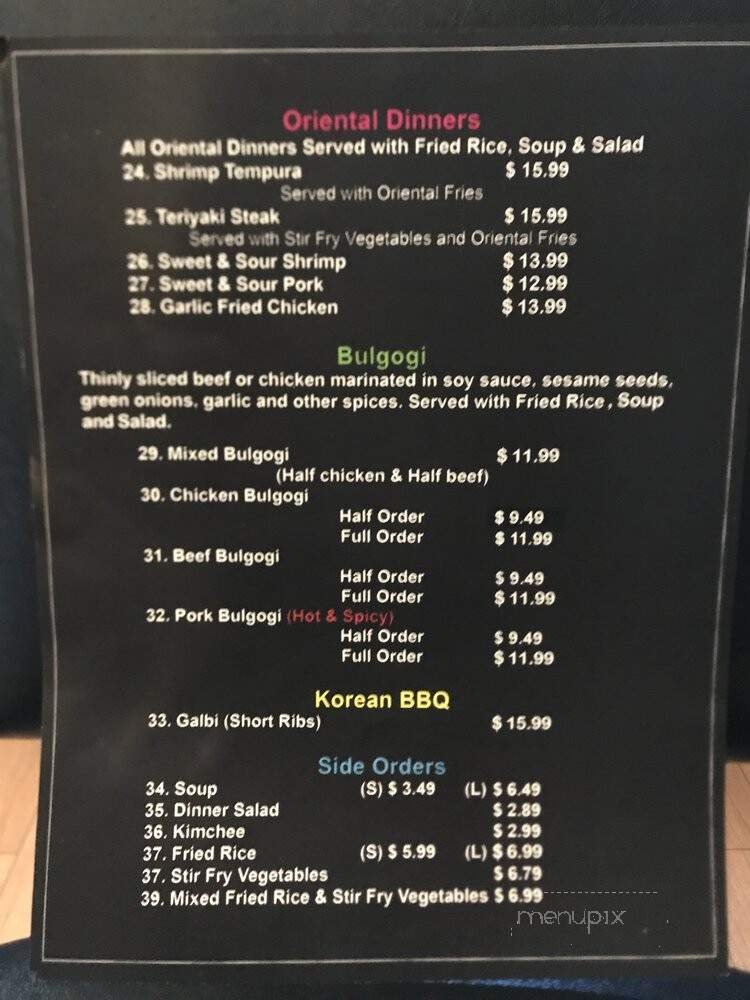 Oriental Dinners
All Oriental Dinners Served with Fried Rice, Soup & Salad
24. Shrimp Tempura $ 15.99
Served with Oriental Fries
25. Teriyaki Steak $ 15.99
Served with Stir Fry Vegetables and Oriental Fries
26. Sweet & Sour Shrimp $ 13.99
27. Sweet & Sour Pork $ 12.99
28. Garlic Fried Chicken $ 13.99
Bulgogi
Thinly sliced beef or chicken marinated in soy sauce, sesame seeds,
green onions, garlic and other spices. Served with Fried Rice, Soup
and Salad.
29. Mixed Bulgogi $ 11.99
(Half chicken & Half beef)
30. Chicken Bulgogi
Half Order $ 9.49
Full Order $ 11.99
31. Beef Bulgogi
Half Order $ 9.49
Full Order $ 11.99
32. Pork Bulgogi (Hot & Spicy)
Half Order $ 9.49
Full Order $ 11.99
Korean BBQ
33. Galbi (Short Ribs) $ 15.99
Side Orders
34. Soup (S) $ 3.49 (L) $ 6.49
35. Dinner Salad $ 2.89
36. Kimchee $ 2.99
37. Fried Rice (S) $ 5.99 (L) $ 6.99
37. Stir Fry Vegetables $ 6.79
39. Mixed Fried Rice & Stir Fry Vegetables $ 6.99
menupix